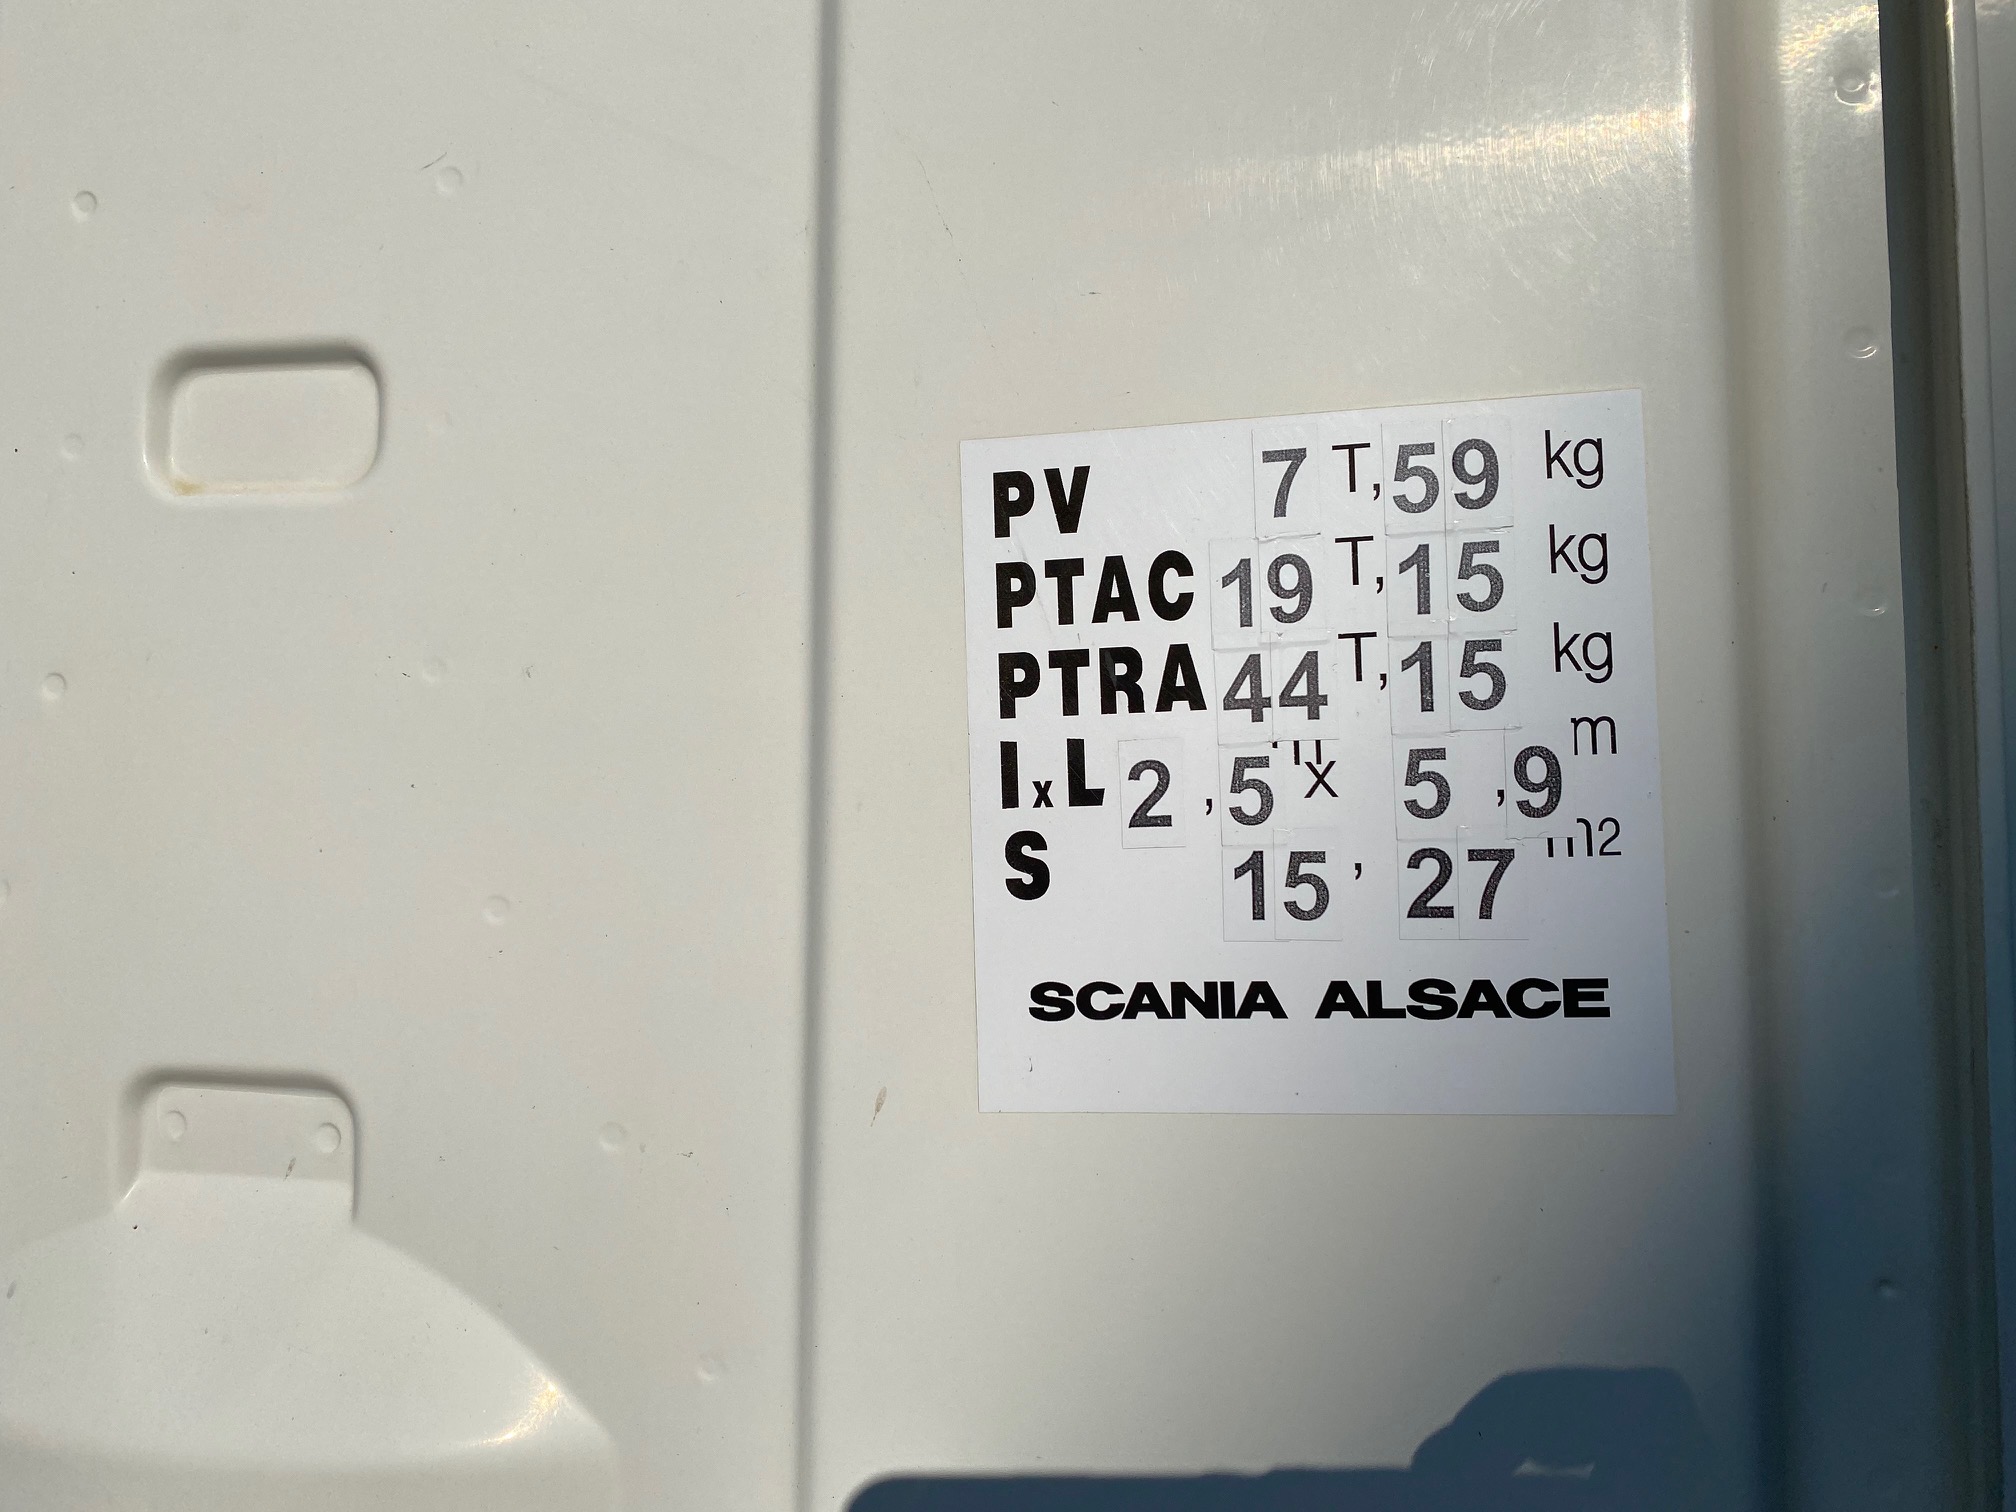 PV 7 T,59 kg
PTAC 19 T,15 kg
PTRA 44 T,15 kg
lxL 2,5 m x 5,9 m
S 15,27 m2
SCANIA ALSACE